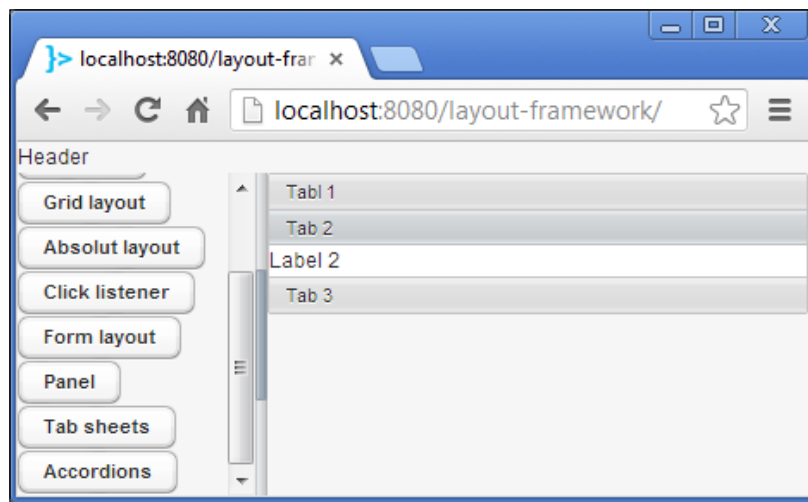 localhost:8080/layout-fran
localhost:8080/layout-framework/
Header
Grid layout
Absolut layout
Click listener
Form layout
Panel
Tab sheets
Accordions
Tabl 1
Tab 2
Label 2
Tab 3